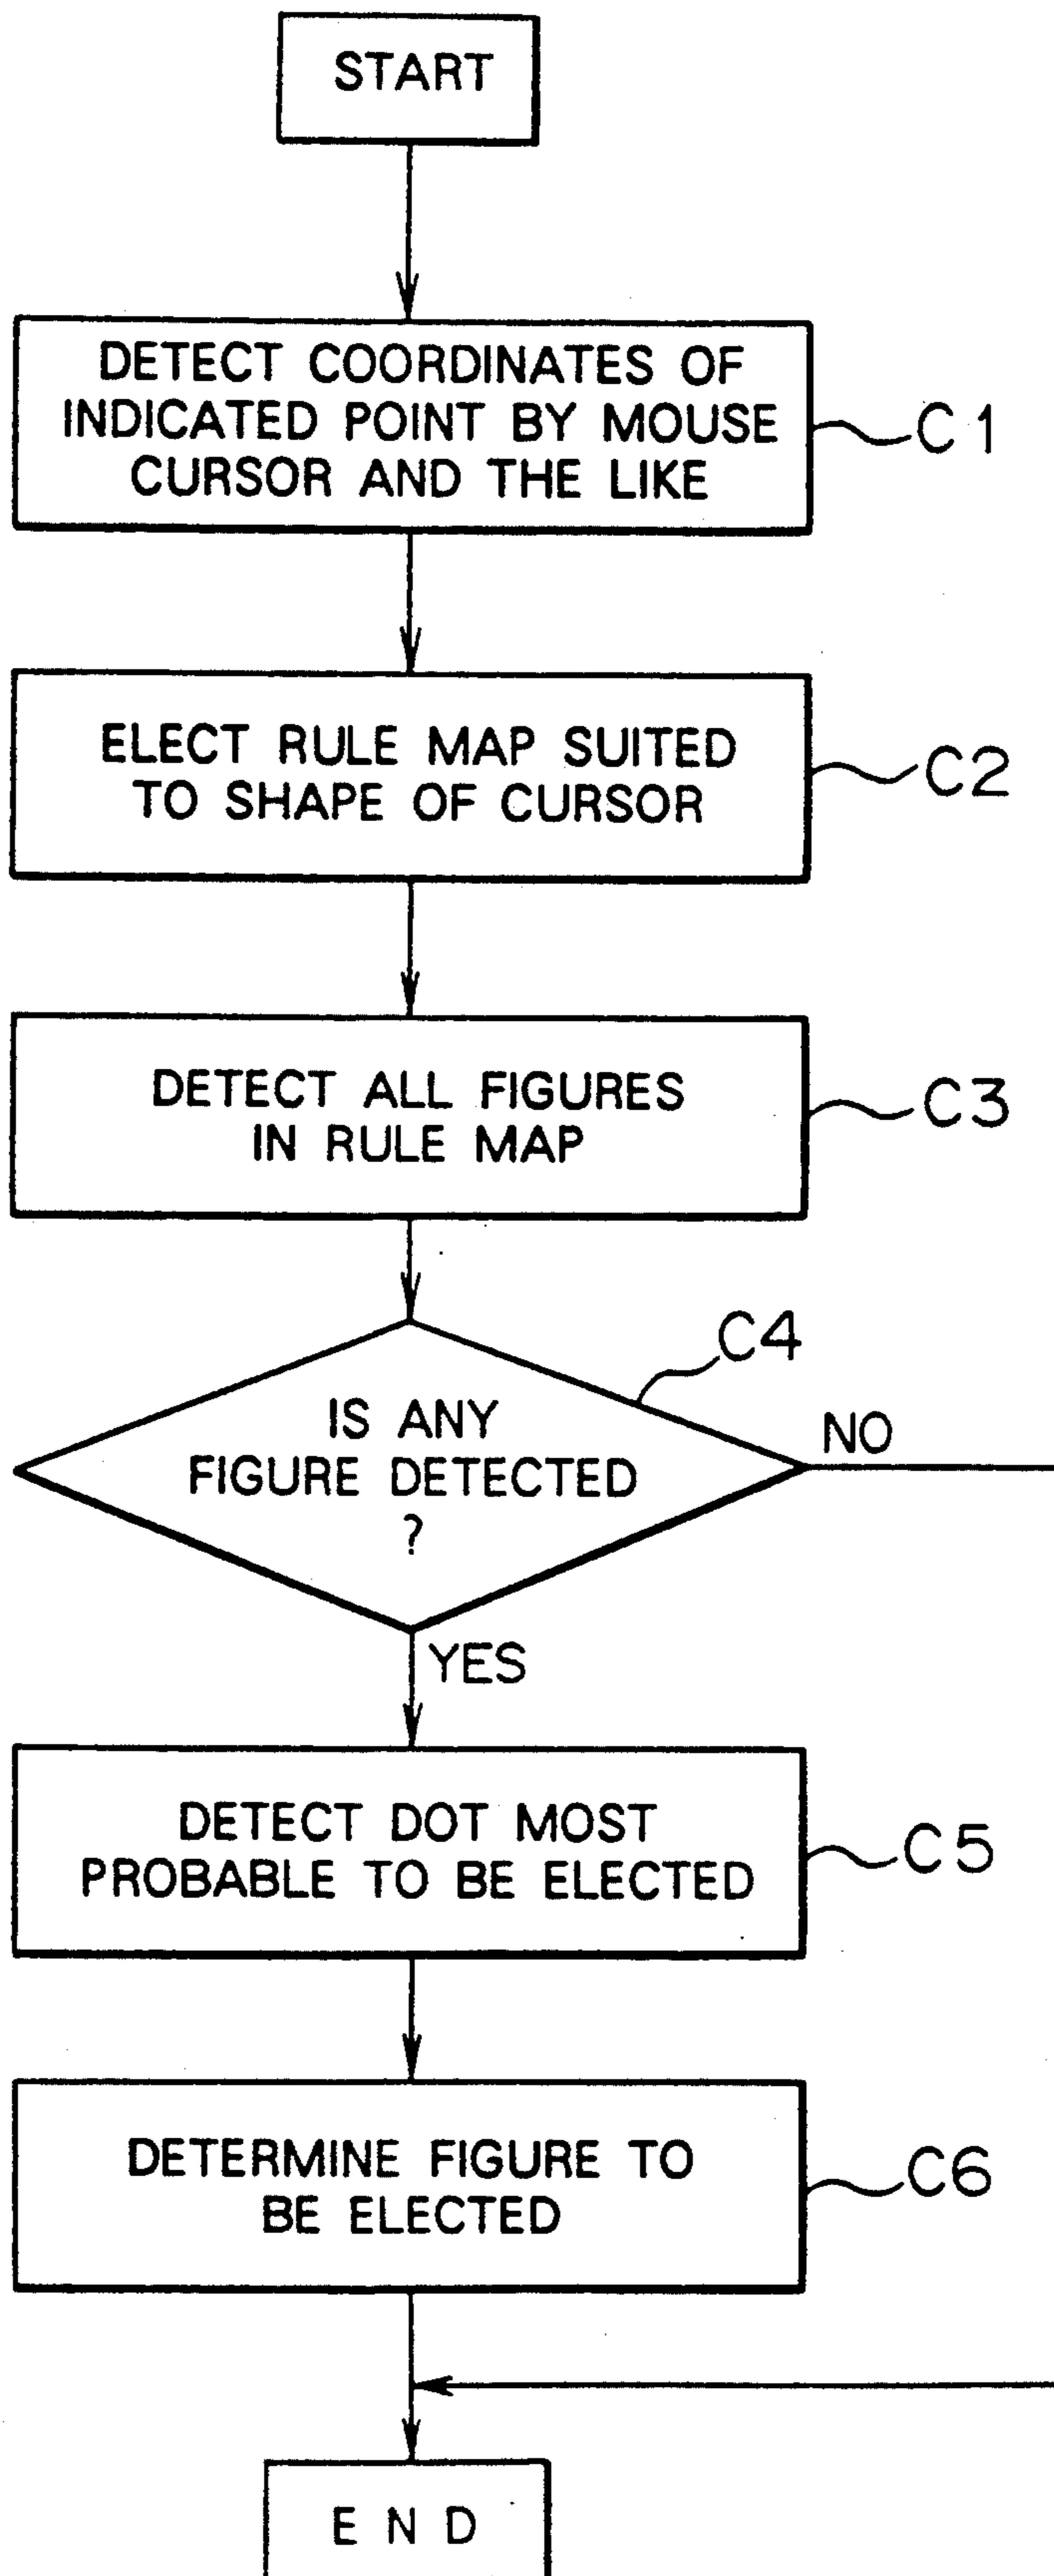 START
DETECT COORDINATES OF
INDICATED POINT BY MOUSE
CURSOR AND THE LIKE
C1
ELECT RULE MAP SUITED
TO SHAPE OF CURSOR
C2
DETECT ALL FIGURES
IN RULE MAP
C3
C4
IS ANY
FIGURE DETECTED
?
NO
YES
DETECT DOT MOST
PROBABLE TO BE ELECTED
C5
DETERMINE FIGURE TO
BE ELECTED
C6
END